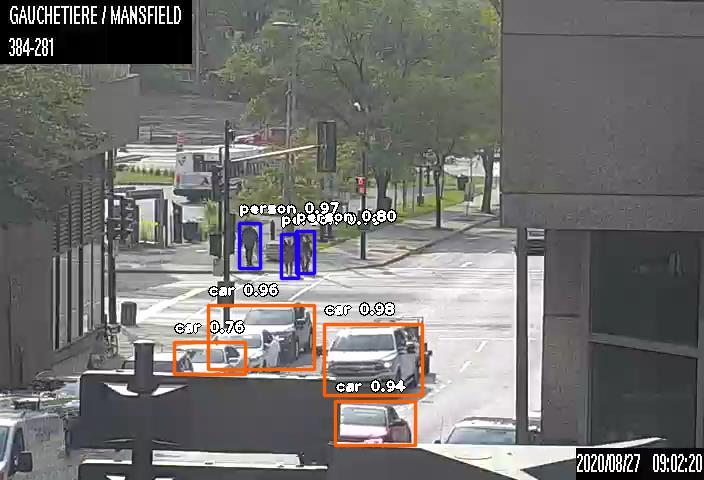 GAUCHETIERE / MANSFIELD
384-281
person 0.97
person 0.80
car 0.96
car 0.98
car 0.76
car 0.94
2020/08/27 09:02:20